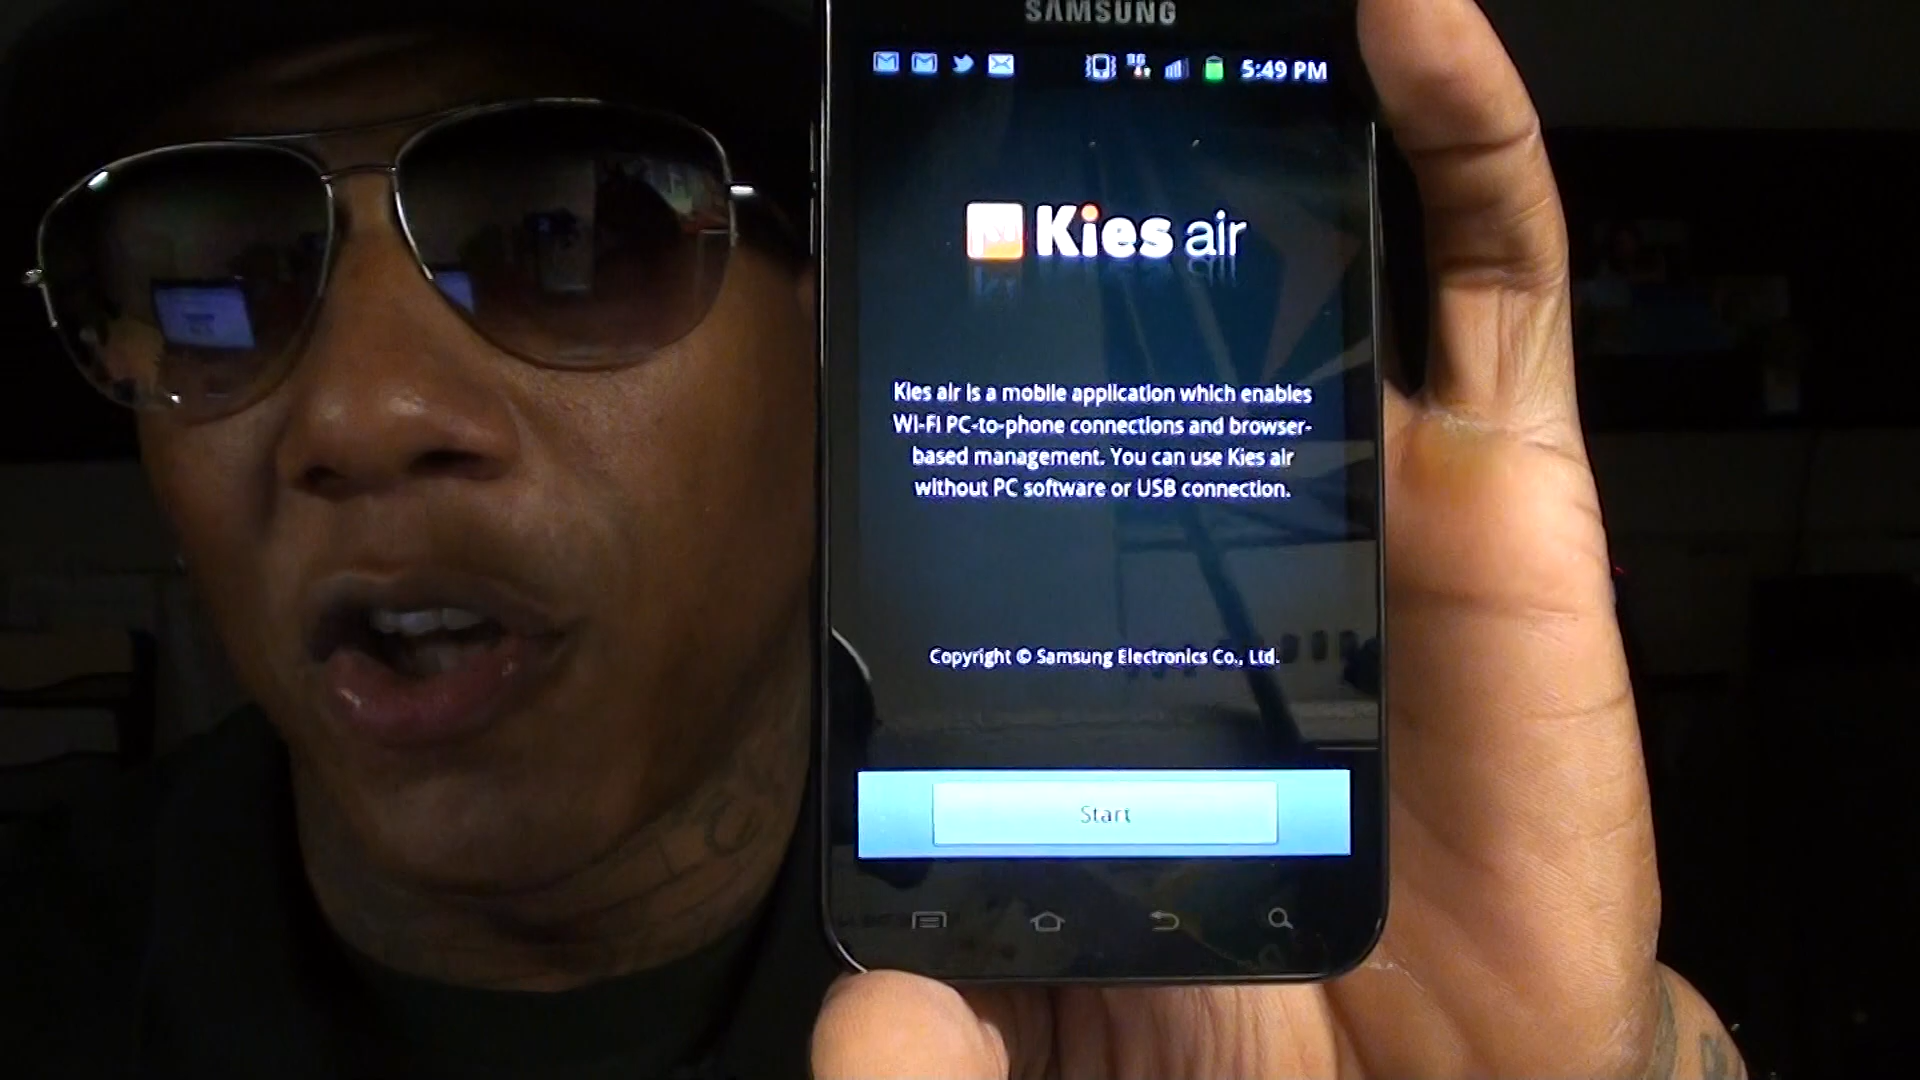 SAMSUNG
3G 5:49 PM
Kies air
Kies air is a mobile application which enables
Wi-Fi PC-to-phone connections and browser-
based management. You can use Kies air
without PC software or USB connection.
Copyright © Samsung Electronics Co., Ltd.
Start